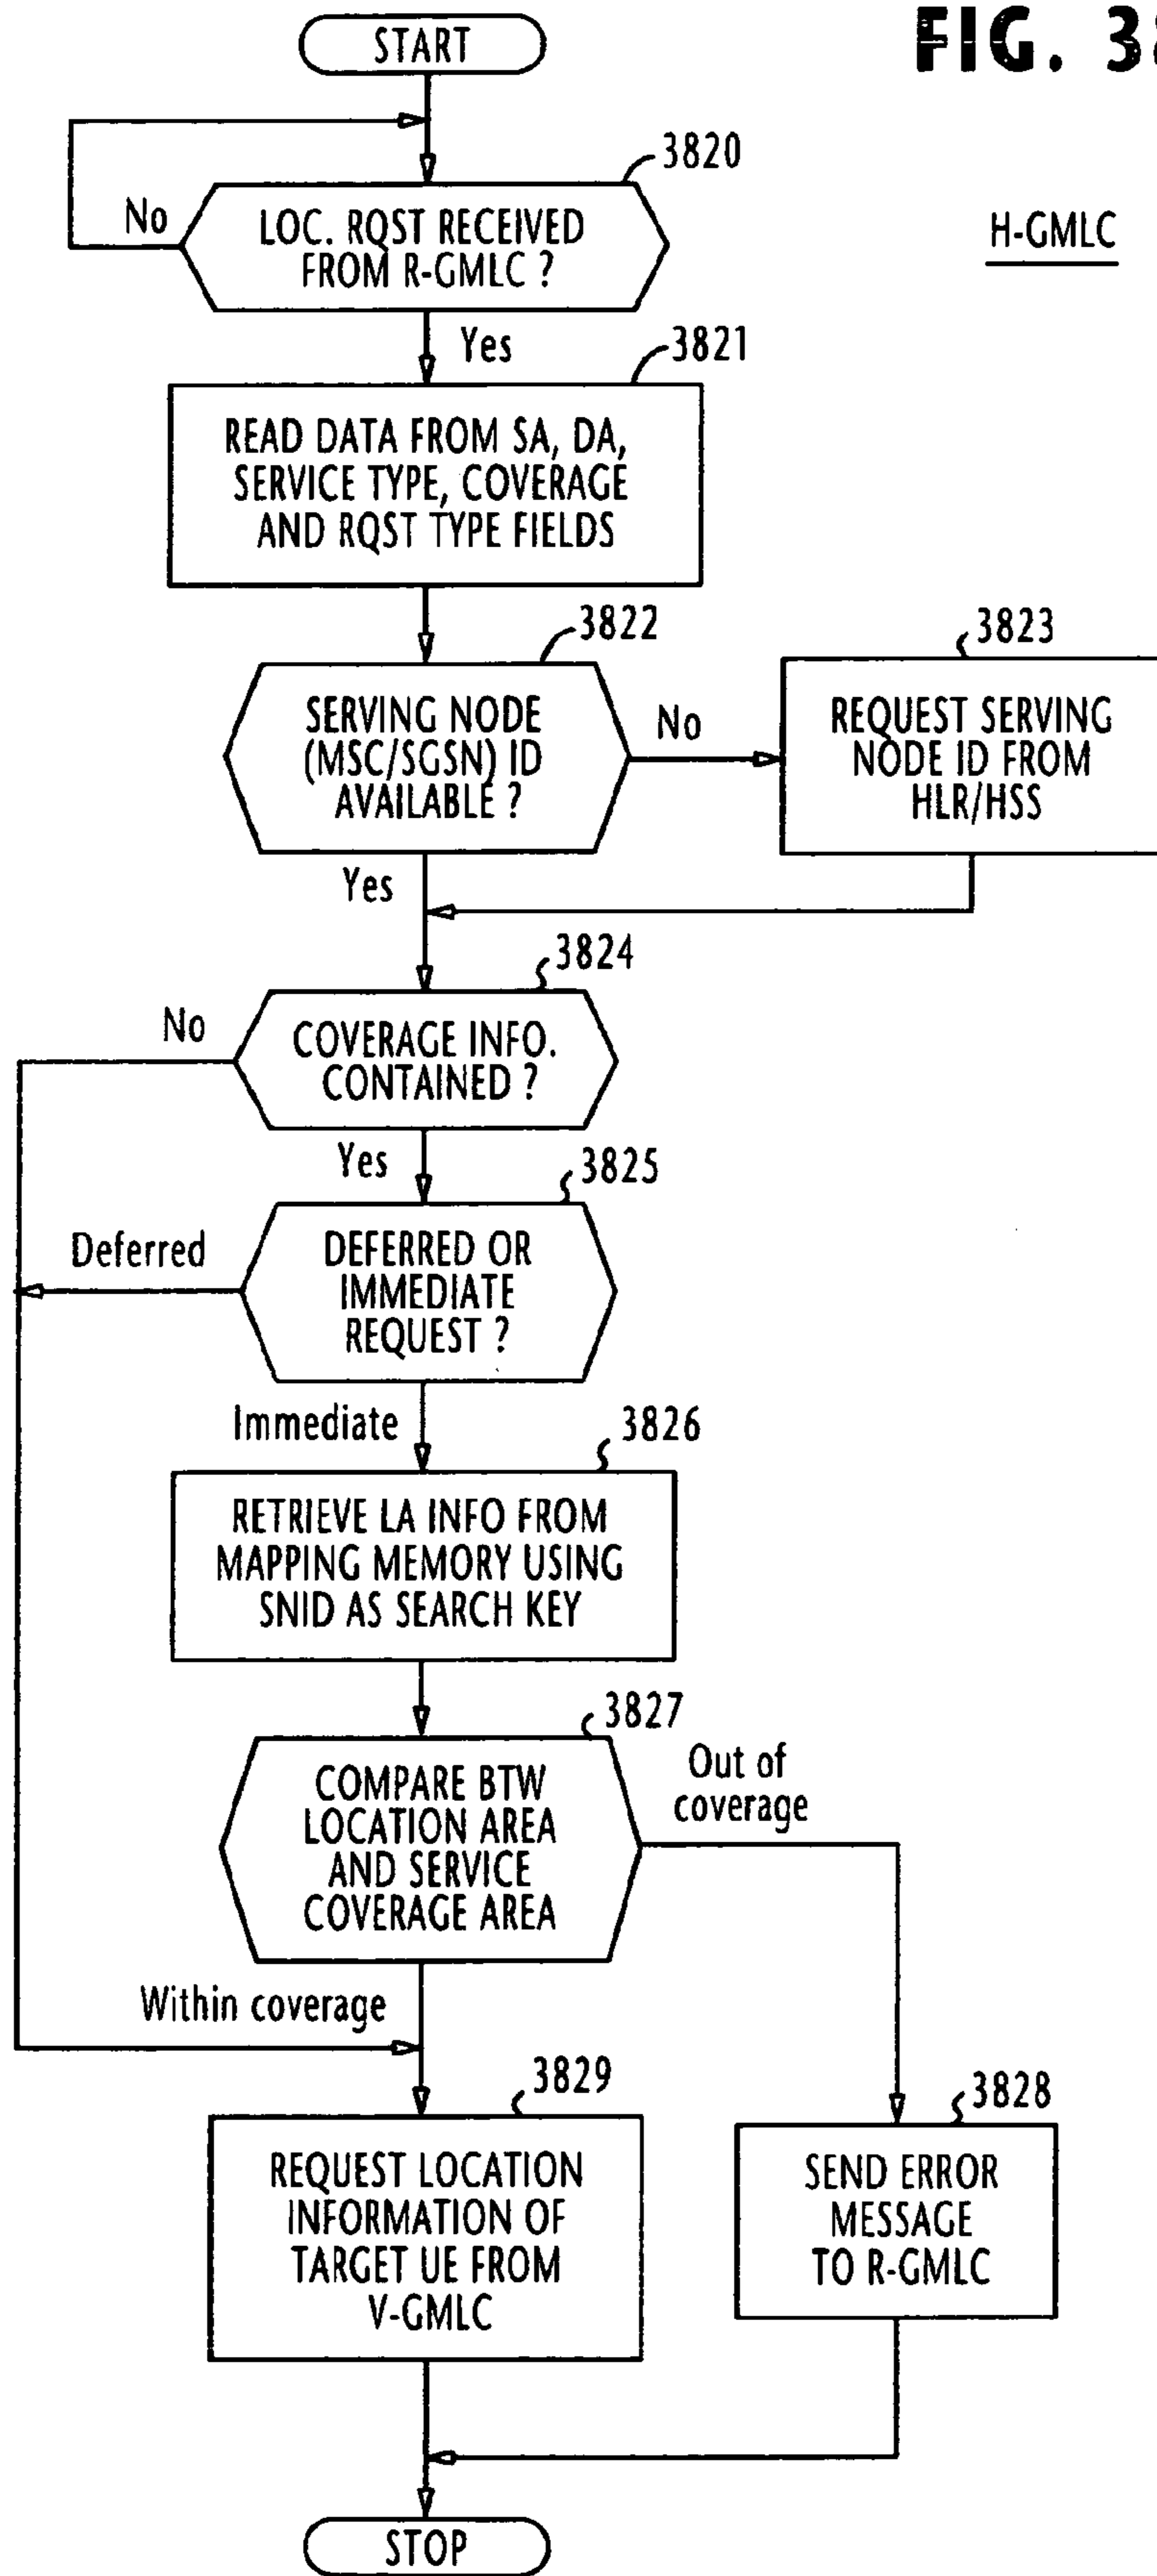 START
FIG. 38
3820
No
LOC. RQST RECEIVED
FROM R-GMLC ?
H-GMLC
Yes
3821
READ DATA FROM SA, DA,
SERVICE TYPE, COVERAGE
AND RQST TYPE FIELDS
3822
3823
SERVING NODE
(MSC/SGSN) ID
AVAILABLE ?
No
REQUEST SERVING
NODE ID FROM
HLR/HSS
Yes
3824
No
COVERAGE INFO.
CONTAINED ?
Yes
3825
Deferred
DEFERRED OR
IMMEDIATE
REQUEST ?
Immediate
3826
RETRIEVE LA INFO FROM
MAPPING MEMORY USING
SNID AS SEARCH KEY
3827
COMPARE BTW
LOCATION AREA
AND SERVICE
COVERAGE AREA
Out of
coverage
Within coverage
3829
3828
REQUEST LOCATION
INFORMATION OF
TARGET UE FROM
V-GMLC
SEND ERROR
MESSAGE
TO R-GMLC
STOP